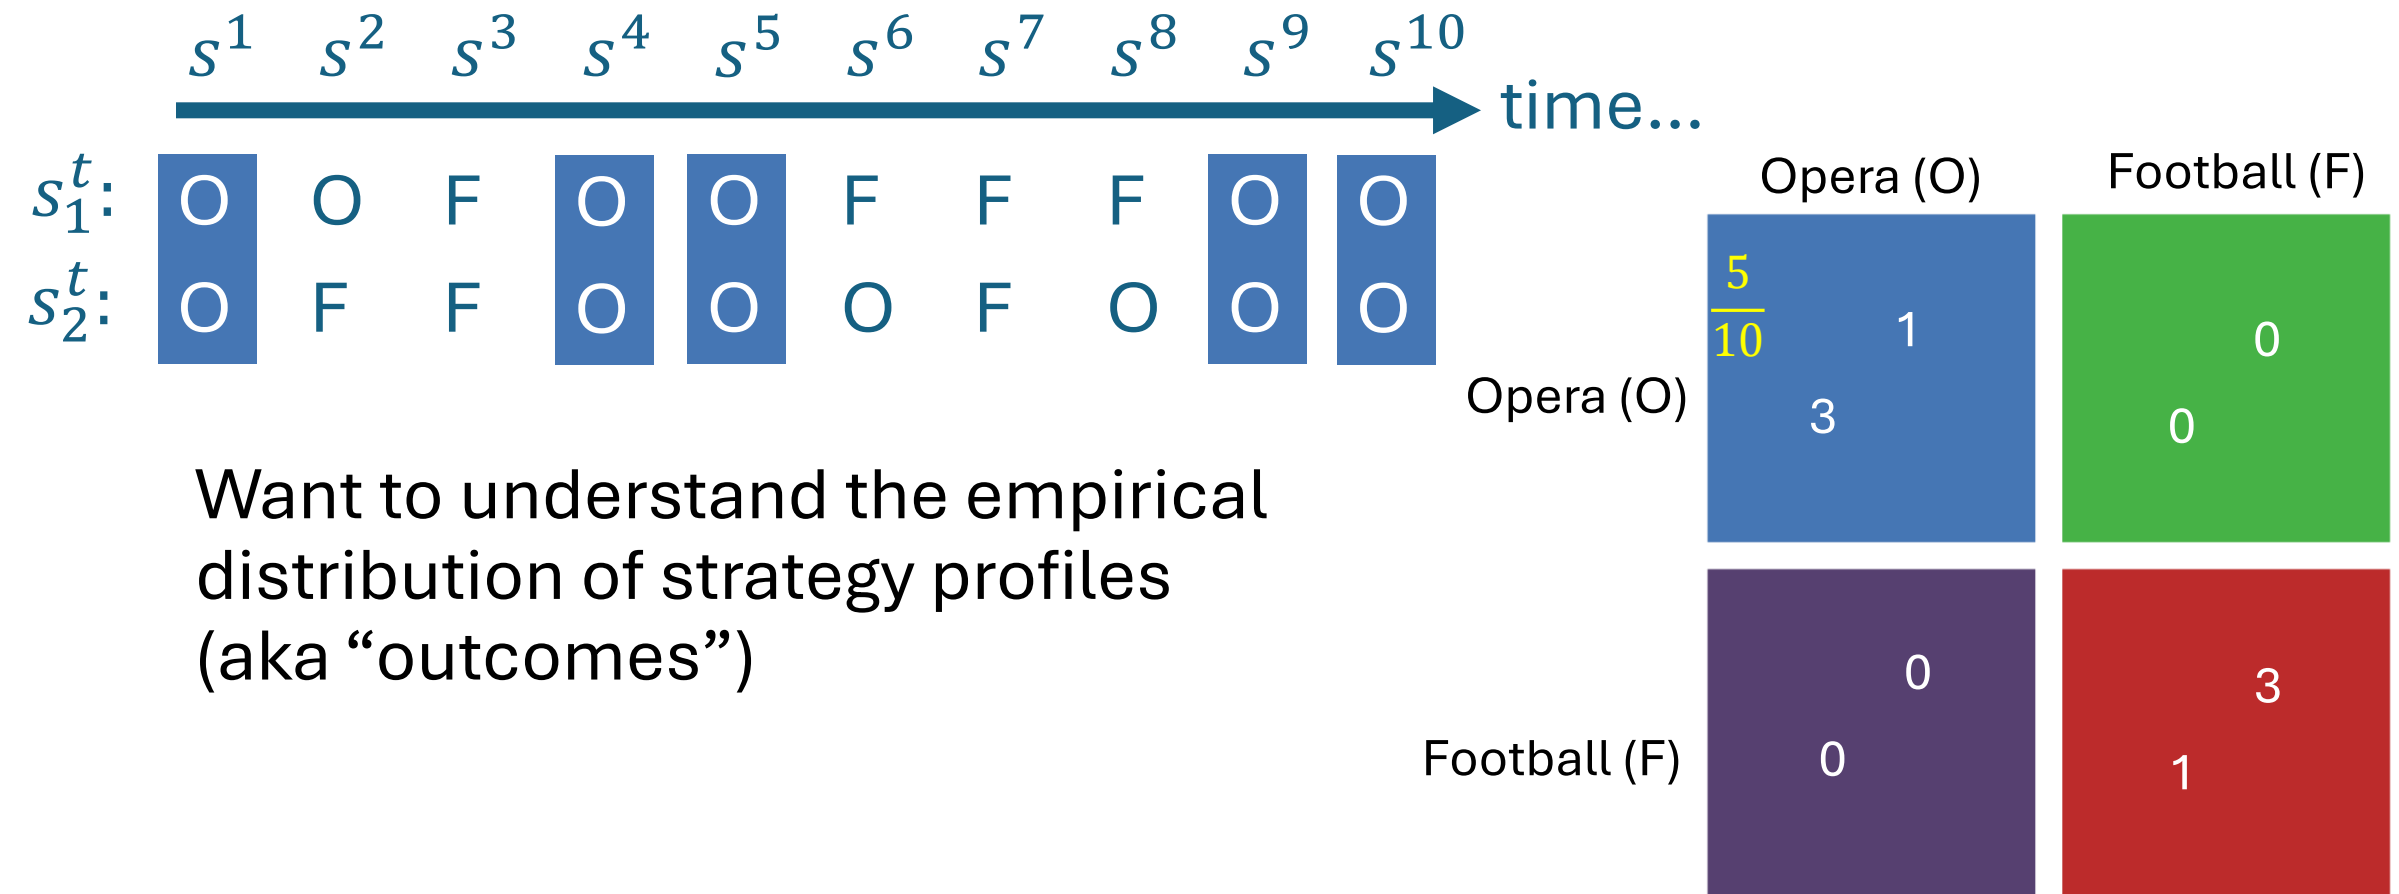 s¹ s² s³ s⁴ s⁵ s⁶ s⁷ s⁸ s⁹ s¹⁰
time...
s₁ᵗ: O O F O O F F F O O
s₂ᵗ: O F F O O O F O O O
Want to understand the empirical
distribution of strategy profiles
(aka “outcomes”)
Opera (O) Football (F)
Opera (O)
5/10 1
3
0
0
Football (F)
0
0
3
1